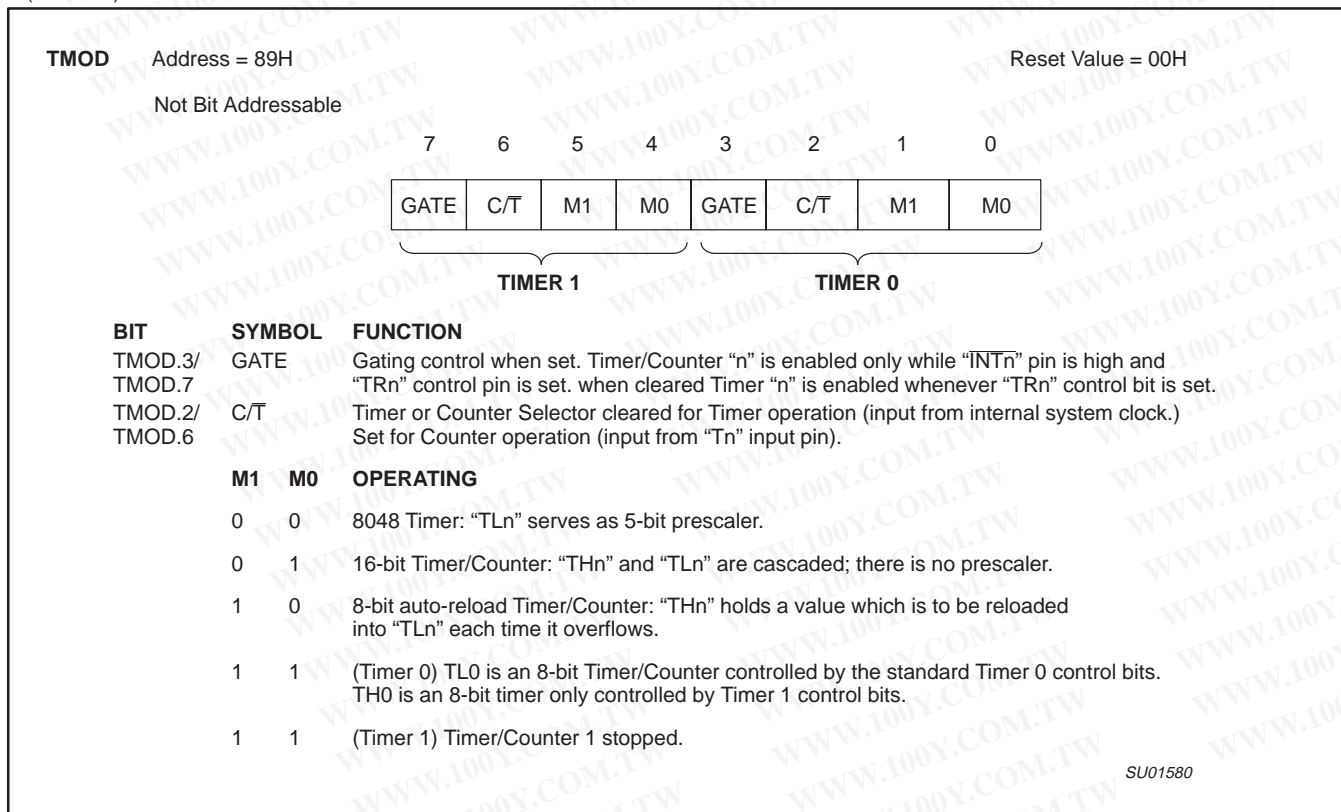 TMOD Address = 89H Reset Value = 00H
Not Bit Addressable
7 6 5 4 3 2 1 0
GATE C/T̅ M1 M0 GATE C/T̅ M1 M0
TIMER 1 TIMER 0
BIT SYMBOL FUNCTION
TMOD.3/ GATE Gating control when set. Timer/Counter “n” is enabled only while “I̅N̅T̅n̅” pin is high and
TMOD.7 “TRn” control pin is set. when cleared Timer “n” is enabled whenever “TRn” control bit is set.
TMOD.2/ C/T̅ Timer or Counter Selector cleared for Timer operation (input from internal system clock.)
TMOD.6 Set for Counter operation (input from “Tn” input pin).
M1 M0 OPERATING
0 0 8048 Timer: “TLn” serves as 5-bit prescaler.
0 1 16-bit Timer/Counter: “THn” and “TLn” are cascaded; there is no prescaler.
1 0 8-bit auto-reload Timer/Counter: “THn” holds a value which is to be reloaded
into “TLn” each time it overflows.
1 1 (Timer 0) TL0 is an 8-bit Timer/Counter controlled by the standard Timer 0 control bits.
TH0 is an 8-bit timer only controlled by Timer 1 control bits.
1 1 (Timer 1) Timer/Counter 1 stopped.
SU01580
WWW.100Y.COM.TW